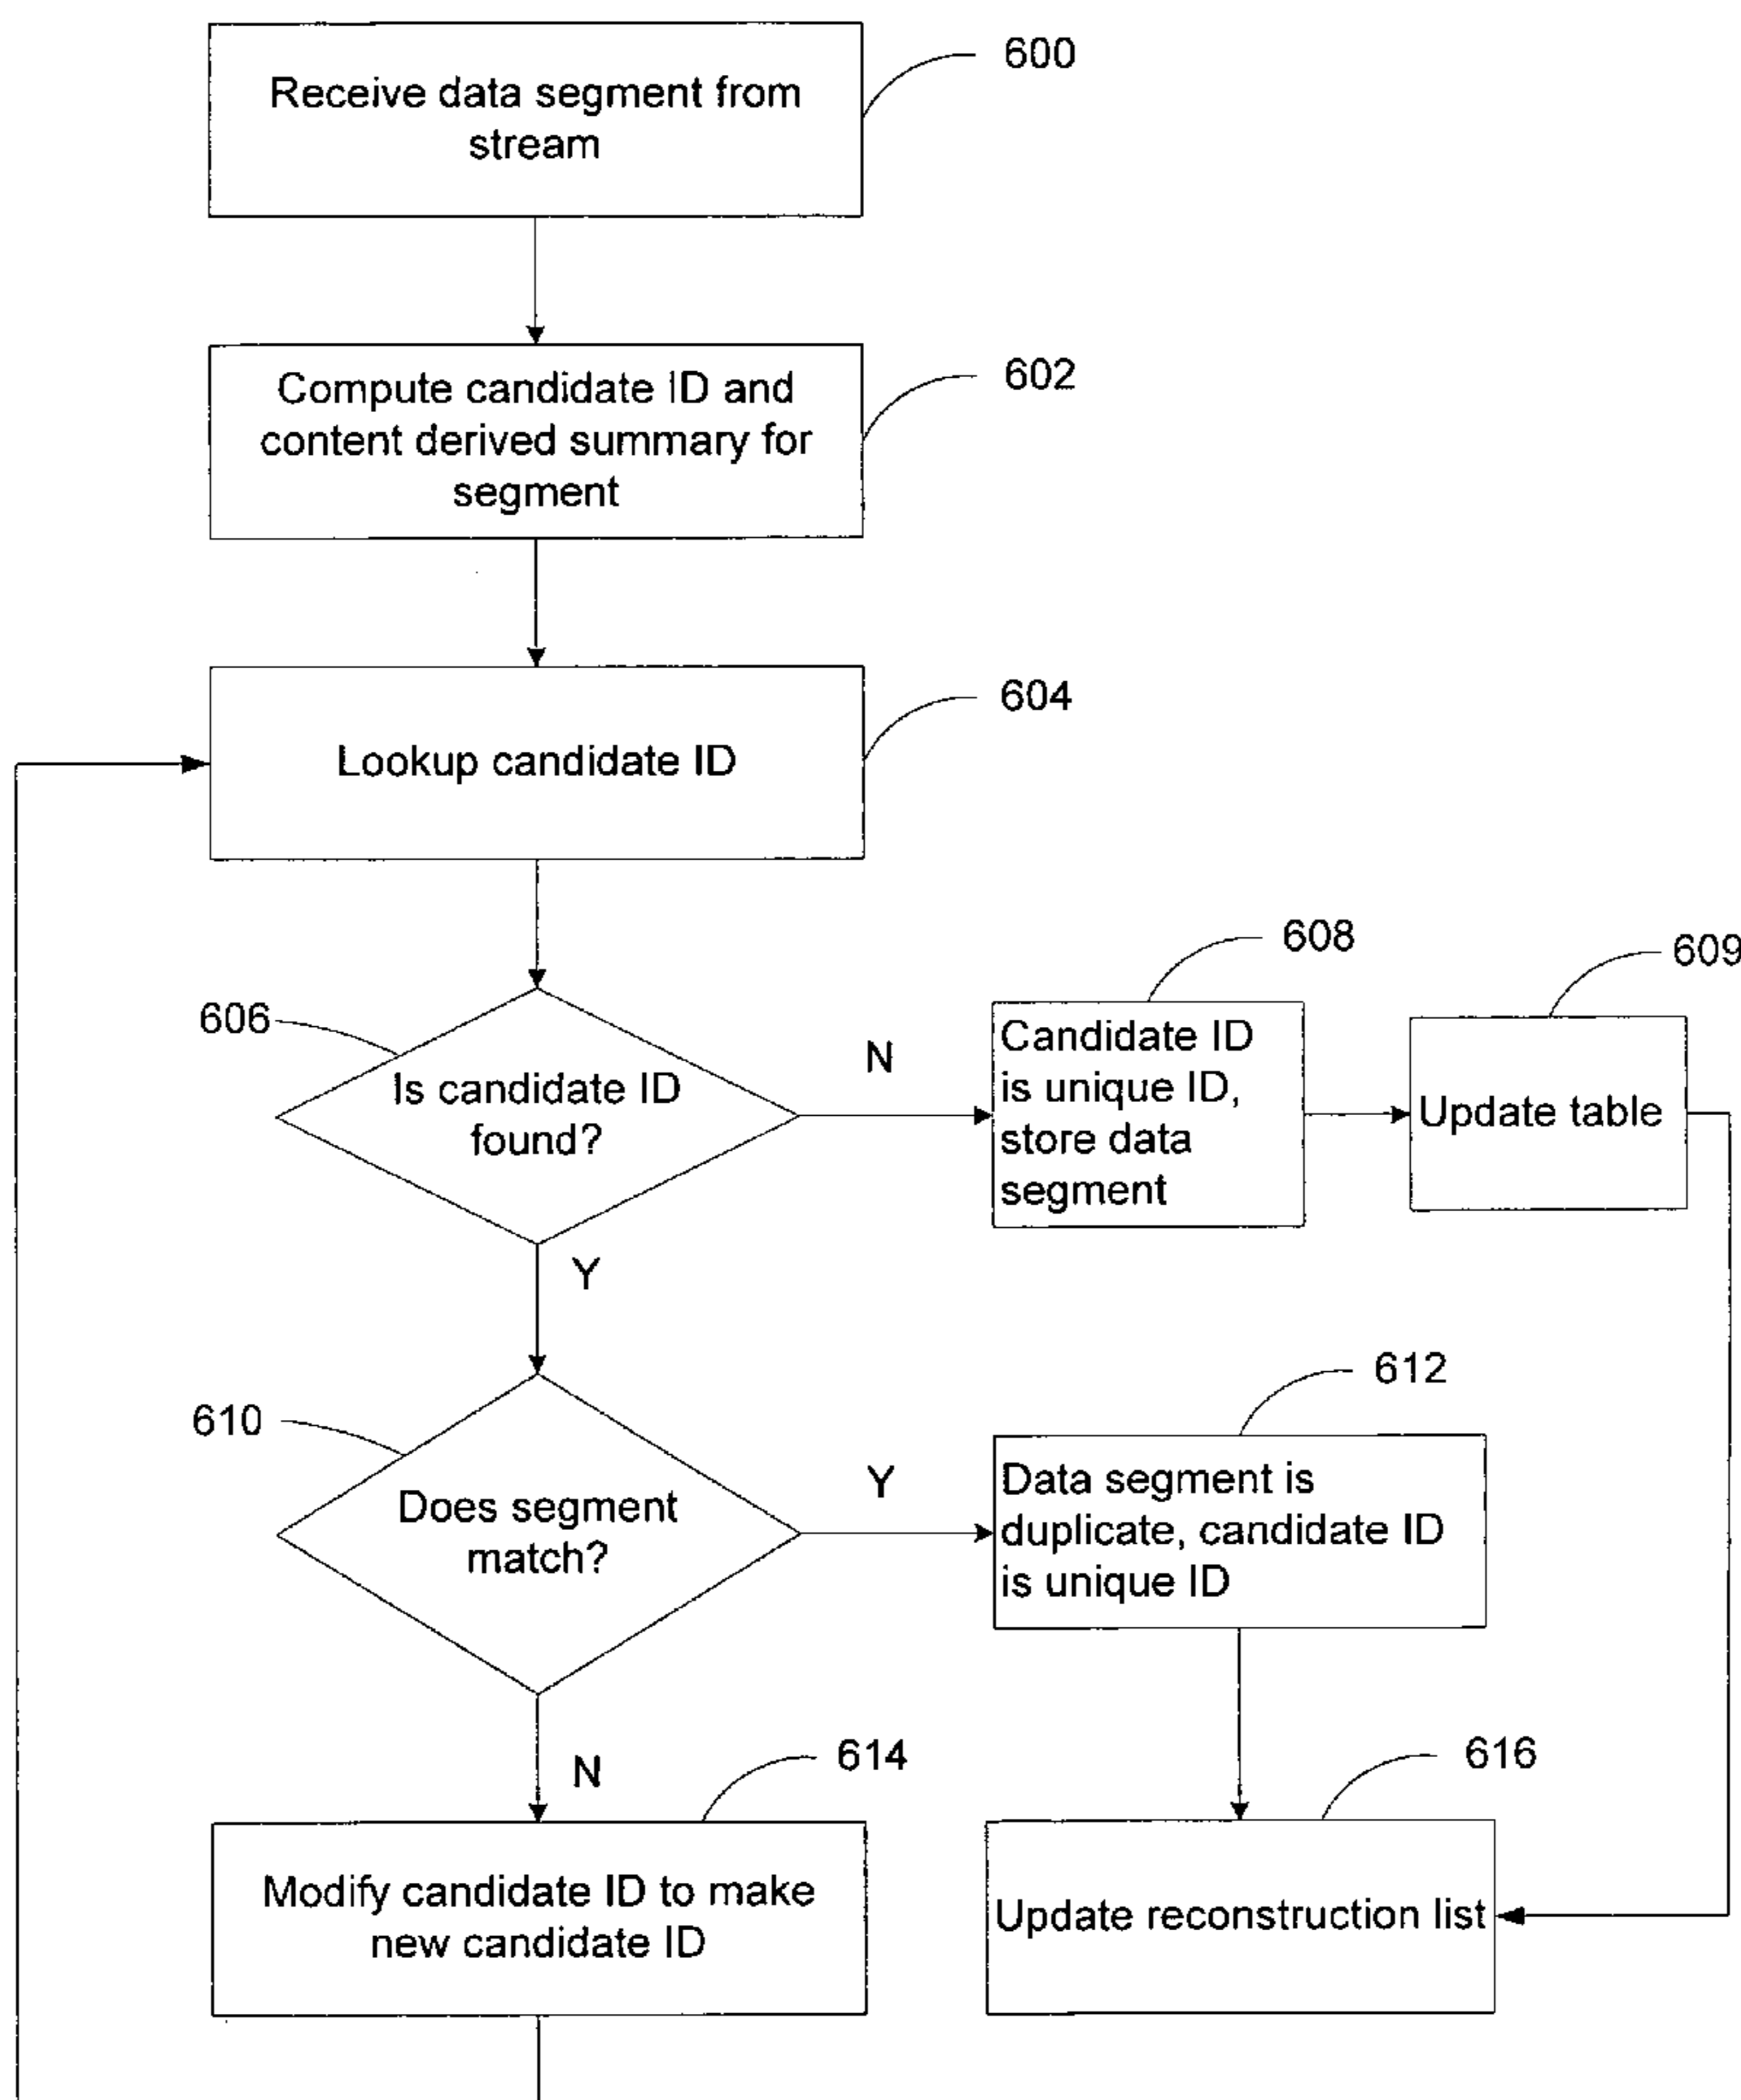 600
Receive data segment from
stream
602
Compute candidate ID and
content derived summary for
segment
604
Lookup candidate ID
606
Is candidate ID
found?
N
608
Candidate ID
is unique ID,
store data
segment
609
Update table
Y
610
Does segment
match?
Y
612
Data segment is
duplicate, candidate ID
is unique ID
N
614
Modify candidate ID to make
new candidate ID
616
Update reconstruction list